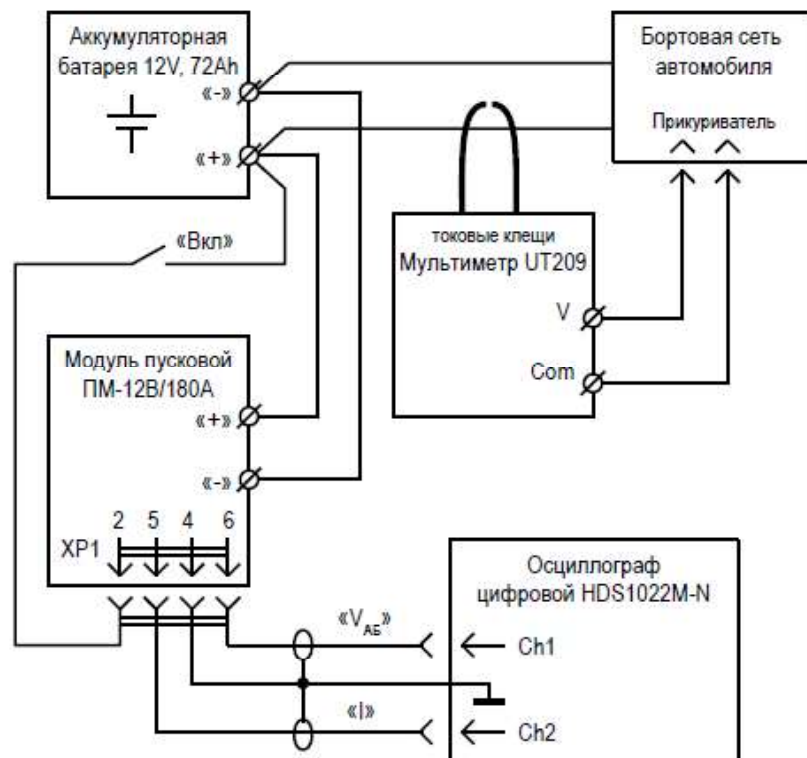 Аккумуляторная
батарея 12V, 72Ah
«-»
«+»
Бортовая сеть
автомобиля
Прикуриватель
токовые клещи
Мультиметр UT209
V
Com
«Вкл»
Модуль пусковой
ПМ-12В/180А
«+»
«-»
2 5 4 6
XP1
Осциллограф
цифровой HDS1022M-N
«VАБ»
Ch1
«I»
Ch2